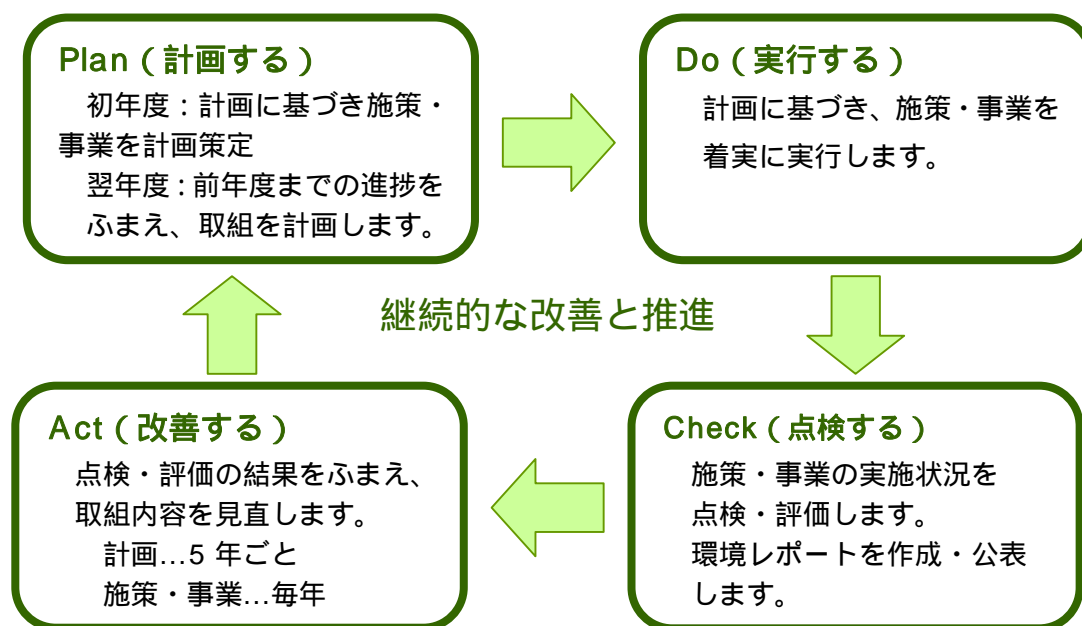 Plan（計画する）
初年度：計画に基づき施策・
事業を計画策定
翌年度：前年度までの進捗を
ふまえ、取組を計画します。
Do（実行する）
計画に基づき、施策・事業を
着実に実行します。
継続的な改善と推進
Act（改善する）
点検・評価の結果をふまえ、
取組内容を見直します。
計画…5 年ごと
施策・事業…毎年
Check（点検する）
施策・事業の実施状況を
点検・評価します。
環境レポートを作成・公表
します。